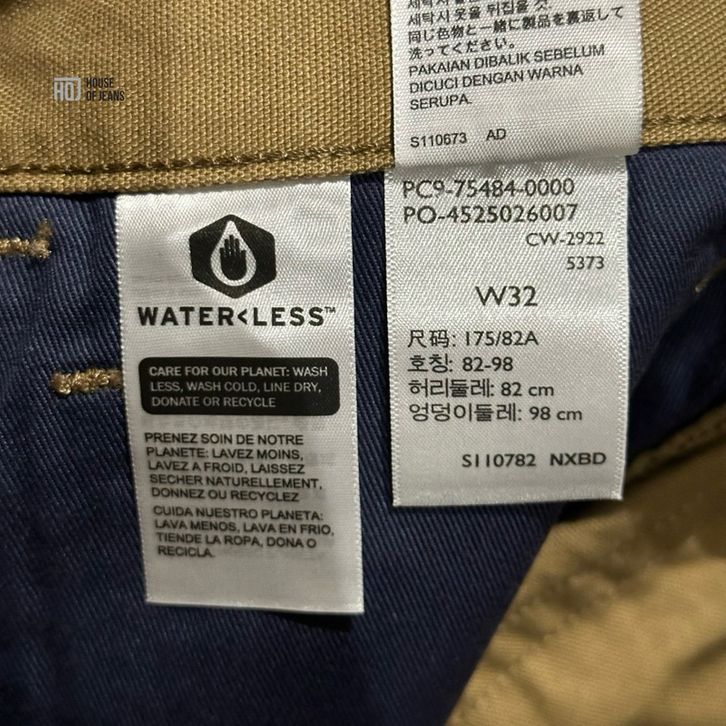 HOJ HOUSE
OF JEANS
세탁시 옷을 뒤집을 것.
同じ色物と一緒に製品を裏返して
洗ってください。
PAKAIAN DIBALIK SEBELUM
DICUCI DENGAN WARNA
SERUPA.
S110673 AD
PC9-75484-0000
PO-4525026007
CW-2922
5373
W32
尺码: 175/82A
호칭: 82-98
허리둘레: 82 cm
엉덩이둘레: 98 cm
S110782 NXBD
WATER<LESS™
CARE FOR OUR PLANET: WASH
LESS, WASH COLD, LINE DRY,
DONATE OR RECYCLE
PRENEZ SOIN DE NOTRE
PLANETE: LAVEZ MOINS,
LAVEZ A FROID, LAISSEZ
SECHER NATURELLEMENT,
DONNEZ OU RECYCLEZ
CUIDA NUESTRO PLANETA:
LAVA MENOS, LAVA EN FRIO,
TIENDE LA ROPA, DONA O
RECICLA.